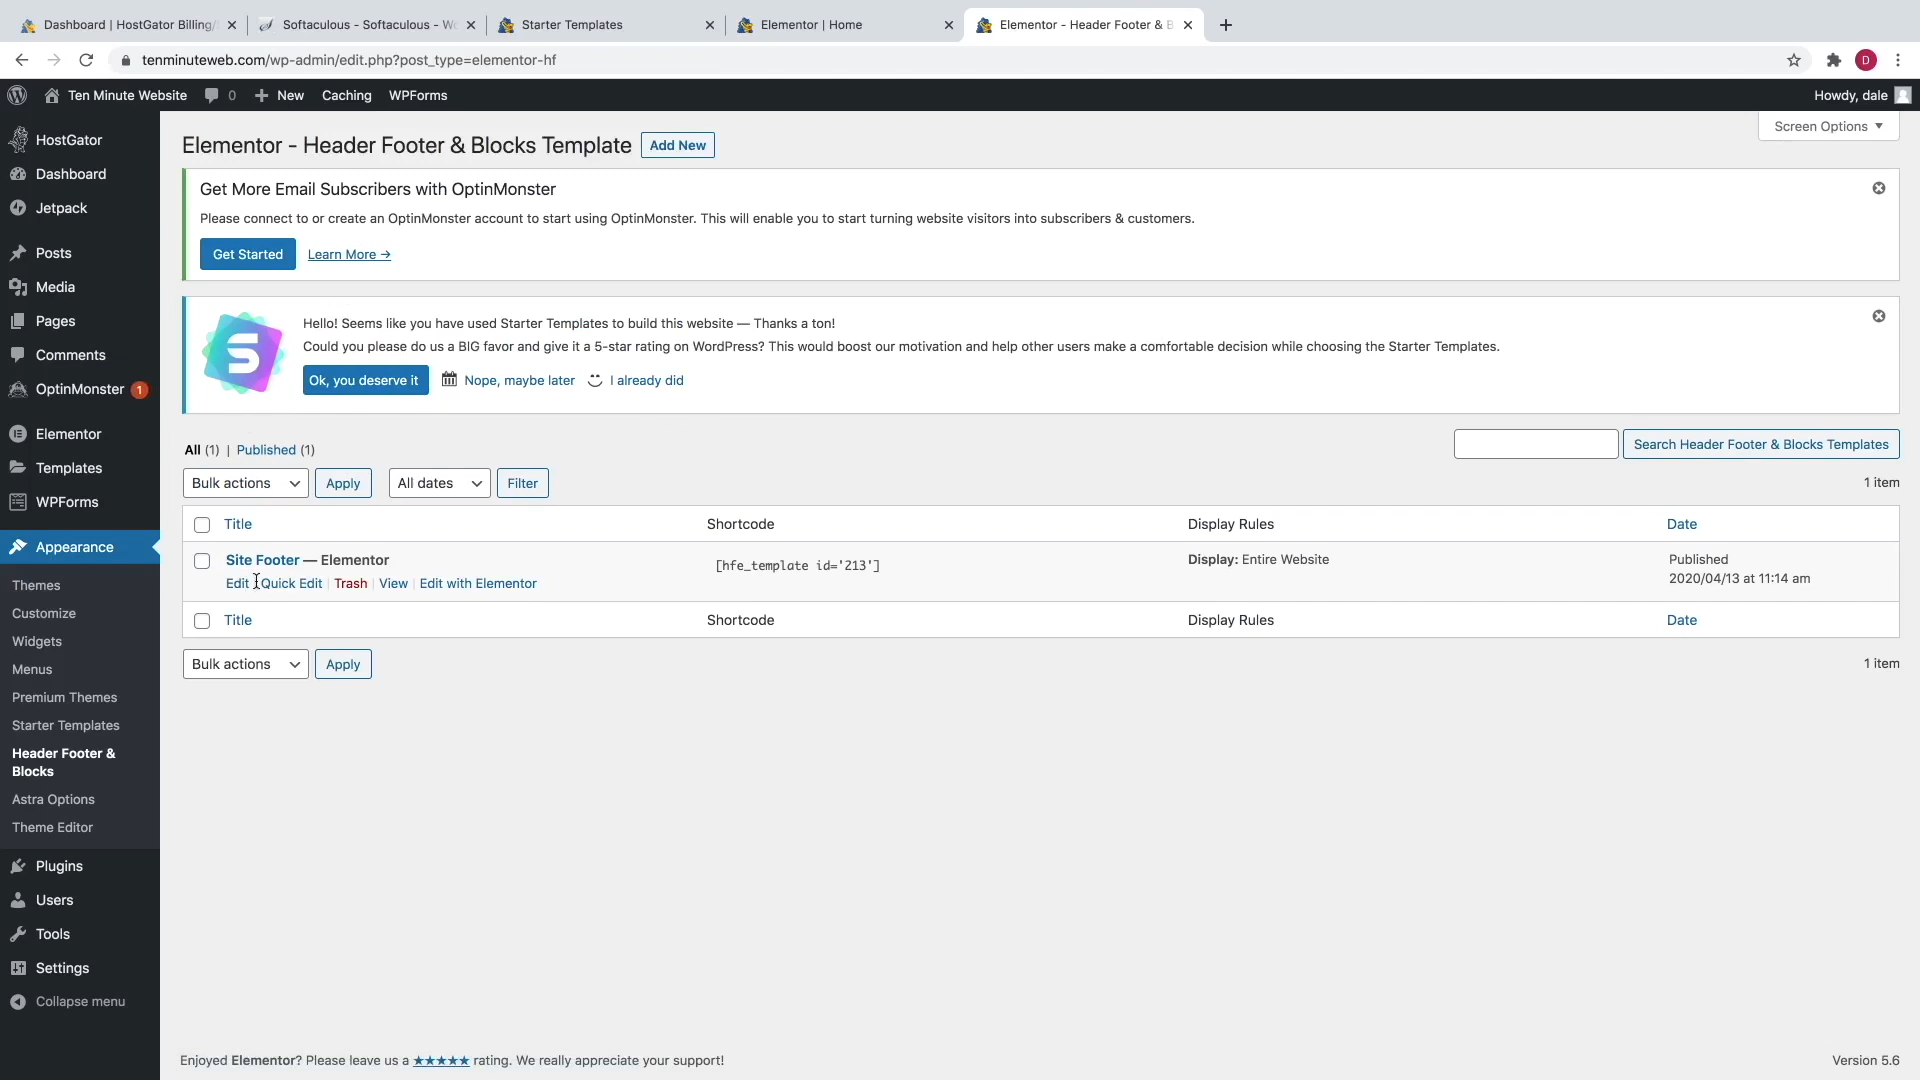 Dashboard | HostGator Billing/
Softaculous - Softaculous - Wo
Starter Templates
Elementor | Home
Elementor - Header Footer & B
tenminuteweb.com/wp-admin/edit.php?post_type=elementor-hf
D
Ten Minute Website
0
New
Caching
WPForms
Howdy, dale
HostGator
Dashboard
Jetpack
Posts
Media
Pages
Comments
OptinMonster 1
Elementor
Templates
WPForms
Appearance
Themes
Customize
Widgets
Menus
Premium Themes
Starter Templates
Header Footer &
Blocks
Astra Options
Theme Editor
Plugins
Users
Tools
Settings
Collapse menu
Screen Options
Elementor - Header Footer & Blocks Template
Add New
Get More Email Subscribers with OptinMonster
Please connect to or create an OptinMonster account to start using OptinMonster. This will enable you to start turning website visitors into subscribers & customers.
Get Started
Learn More →
S
Hello! Seems like you have used Starter Templates to build this website — Thanks a ton!
Could you please do us a BIG favor and give it a 5-star rating on WordPress? This would boost our motivation and help other users make a comfortable decision while choosing the Starter Templates.
Ok, you deserve it
Nope, maybe later
I already did
All (1) | Published (1)
Search Header Footer & Blocks Templates
Bulk actions
Apply
All dates
Filter
1 item
Title
Shortcode
Display Rules
Date
Site Footer — Elementor
Edit | Quick Edit | Trash | View | Edit with Elementor
[hfe_template id='213']
Display: Entire Website
Published
2020/04/13 at 11:14 am
Title
Shortcode
Display Rules
Date
Bulk actions
Apply
1 item
Enjoyed Elementor? Please leave us a ★★★★★ rating. We really appreciate your support!
Version 5.6